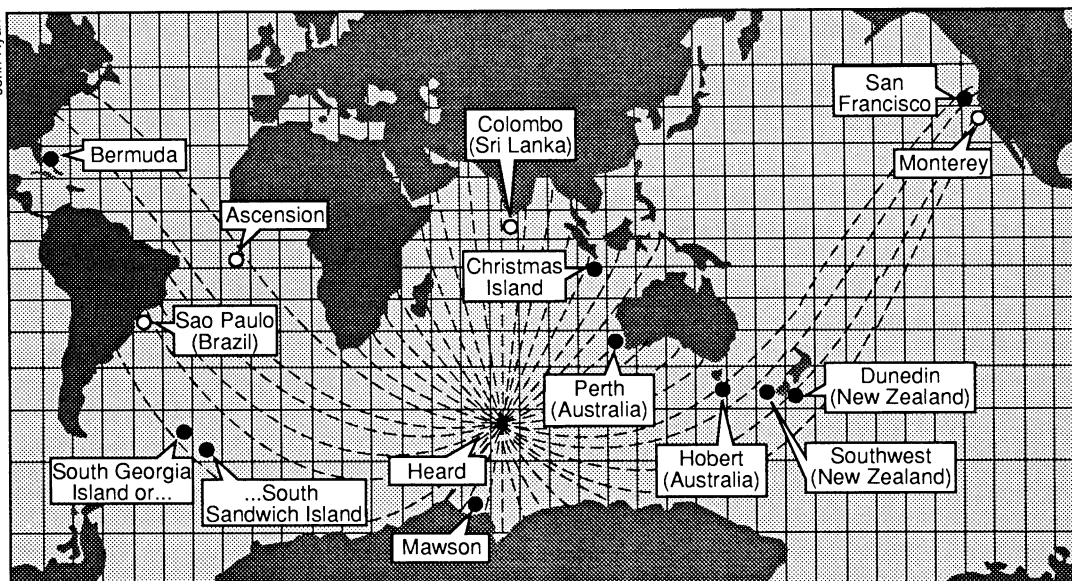 Bermuda
Ascension
Sao Paulo
(Brazil)
South Georgia
Island or...
...South
Sandwich Island
Colombo
(Sri Lanka)
Christmas
Island
Heard
Mawson
Perth
(Australia)
Hobert
(Australia)
Southwest
(New Zealand)
Dunedin
(New Zealand)
San
Francisco
Monterey